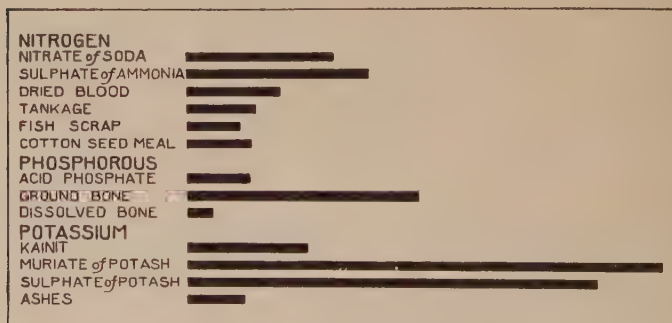 NITROGEN
NITRATE of SODA
SULPHATE of AMMONIA
DRIED BLOOD
TANKAGE
FISH SCRAP
COTTON SEED MEAL
PHOSPHOROUS
ACID PHOSPHATE
GROUND BONE
DISSOLVED BONE
POTASSIUM
KAINIT
MURIATE of POTASH
SULPHATE of POTASH
ASHES